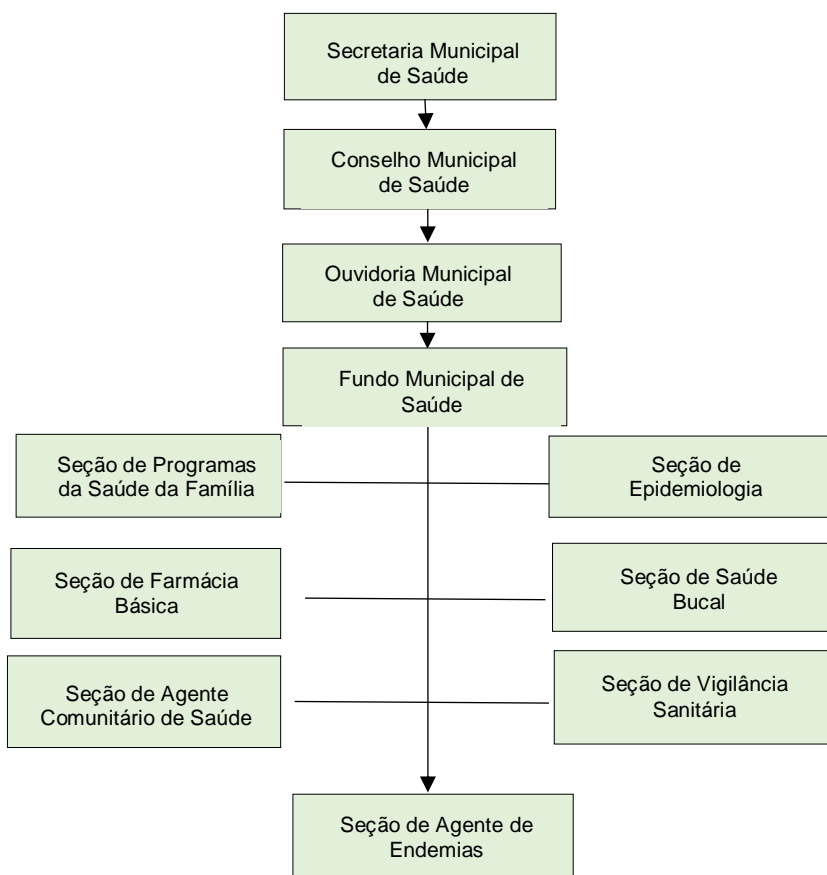 Secretaria Municipal
de Saúde
Conselho Municipal
de Saúde
Ouvidoria Municipal
de Saúde
Fundo Municipal de
Saúde
Seção de Programas
da Saúde da Família
Seção de
Epidemiologia
Seção de Farmácia
Básica
Seção de Saúde
Bucal
Seção de Agente
Comunitário de Saúde
Seção de Vigilância
Sanitária
Seção de Agente de
Endemias